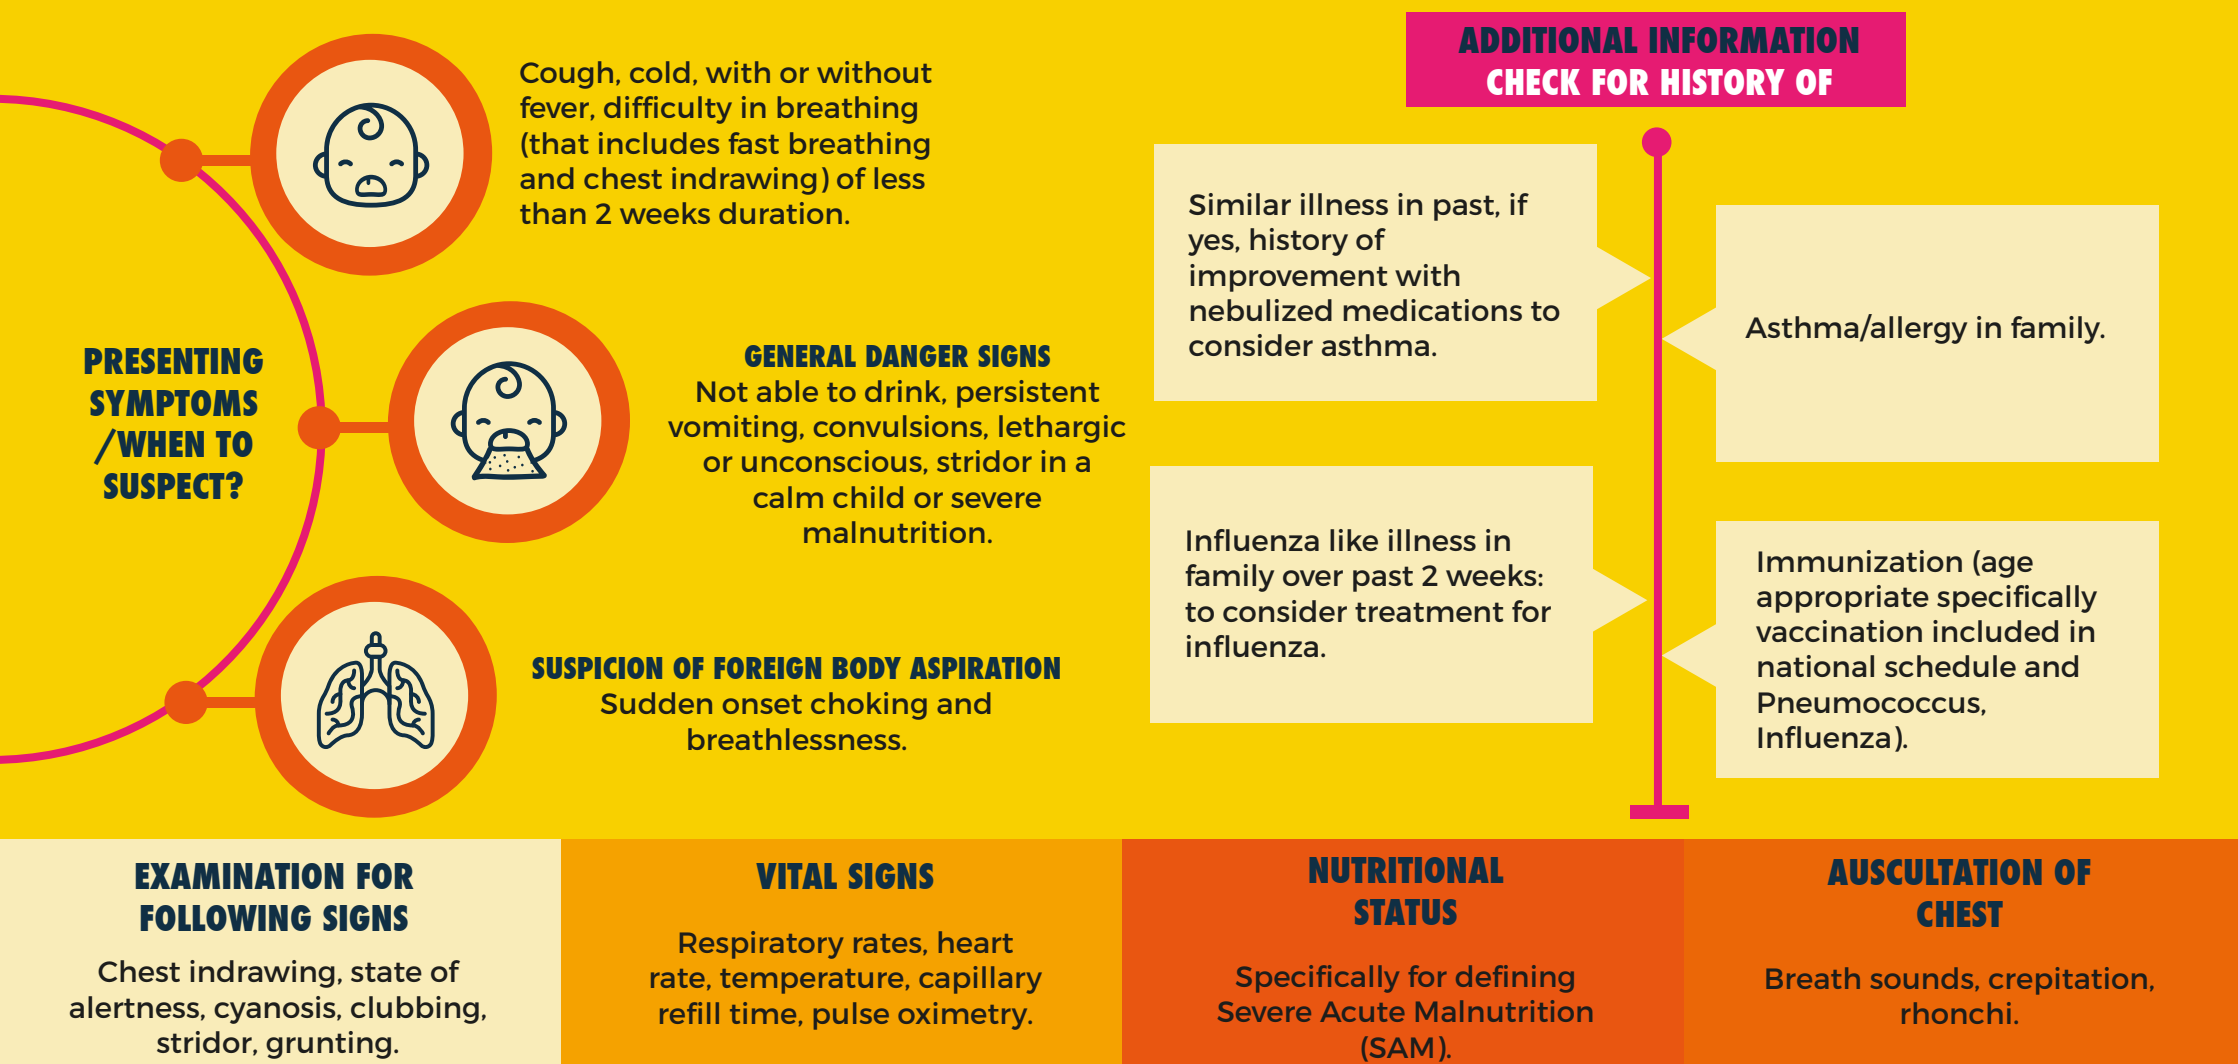 PRESENTING
SYMPTOMS
/WHEN TO
SUSPECT?
Cough, cold, with or without
fever, difficulty in breathing
(that includes fast breathing
and chest indrawing) of less
than 2 weeks duration.
GENERAL DANGER SIGNS
Not able to drink, persistent
vomiting, convulsions, lethargic
or unconscious, stridor in a
calm child or severe
malnutrition.
SUSPICION OF FOREIGN BODY ASPIRATION
Sudden onset choking and
breathlessness.
ADDITIONAL INFORMATION
CHECK FOR HISTORY OF
Similar illness in past, if
yes, history of
improvement with
nebulized medications to
consider asthma.
Asthma/allergy in family.
Influenza like illness in
family over past 2 weeks:
to consider treatment for
influenza.
Immunization (age
appropriate specifically
vaccination included in
national schedule and
Pneumococcus,
Influenza).
EXAMINATION FOR
FOLLOWING SIGNS
Chest indrawing, state of
alertness, cyanosis, clubbing,
stridor, grunting.
VITAL SIGNS
Respiratory rates, heart
rate, temperature, capillary
refill time, pulse oximetry.
NUTRITIONAL
STATUS
Specifically for defining
Severe Acute Malnutrition
(SAM).
AUSCULTATION OF
CHEST
Breath sounds, crepitation,
rhonchi.